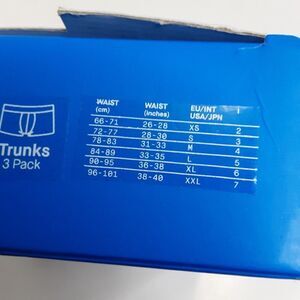 WAIST WAIST EU/INT I
(cm) (inches) USA/JPN
66-71 26-28 XS 2
72-77 28-30 S 3
78-83 31-33 M 4
84-89 33-35 L 5
90-95 36-38 XL 6
96-101 38-40 XXL 7
Trunks
3 Pack